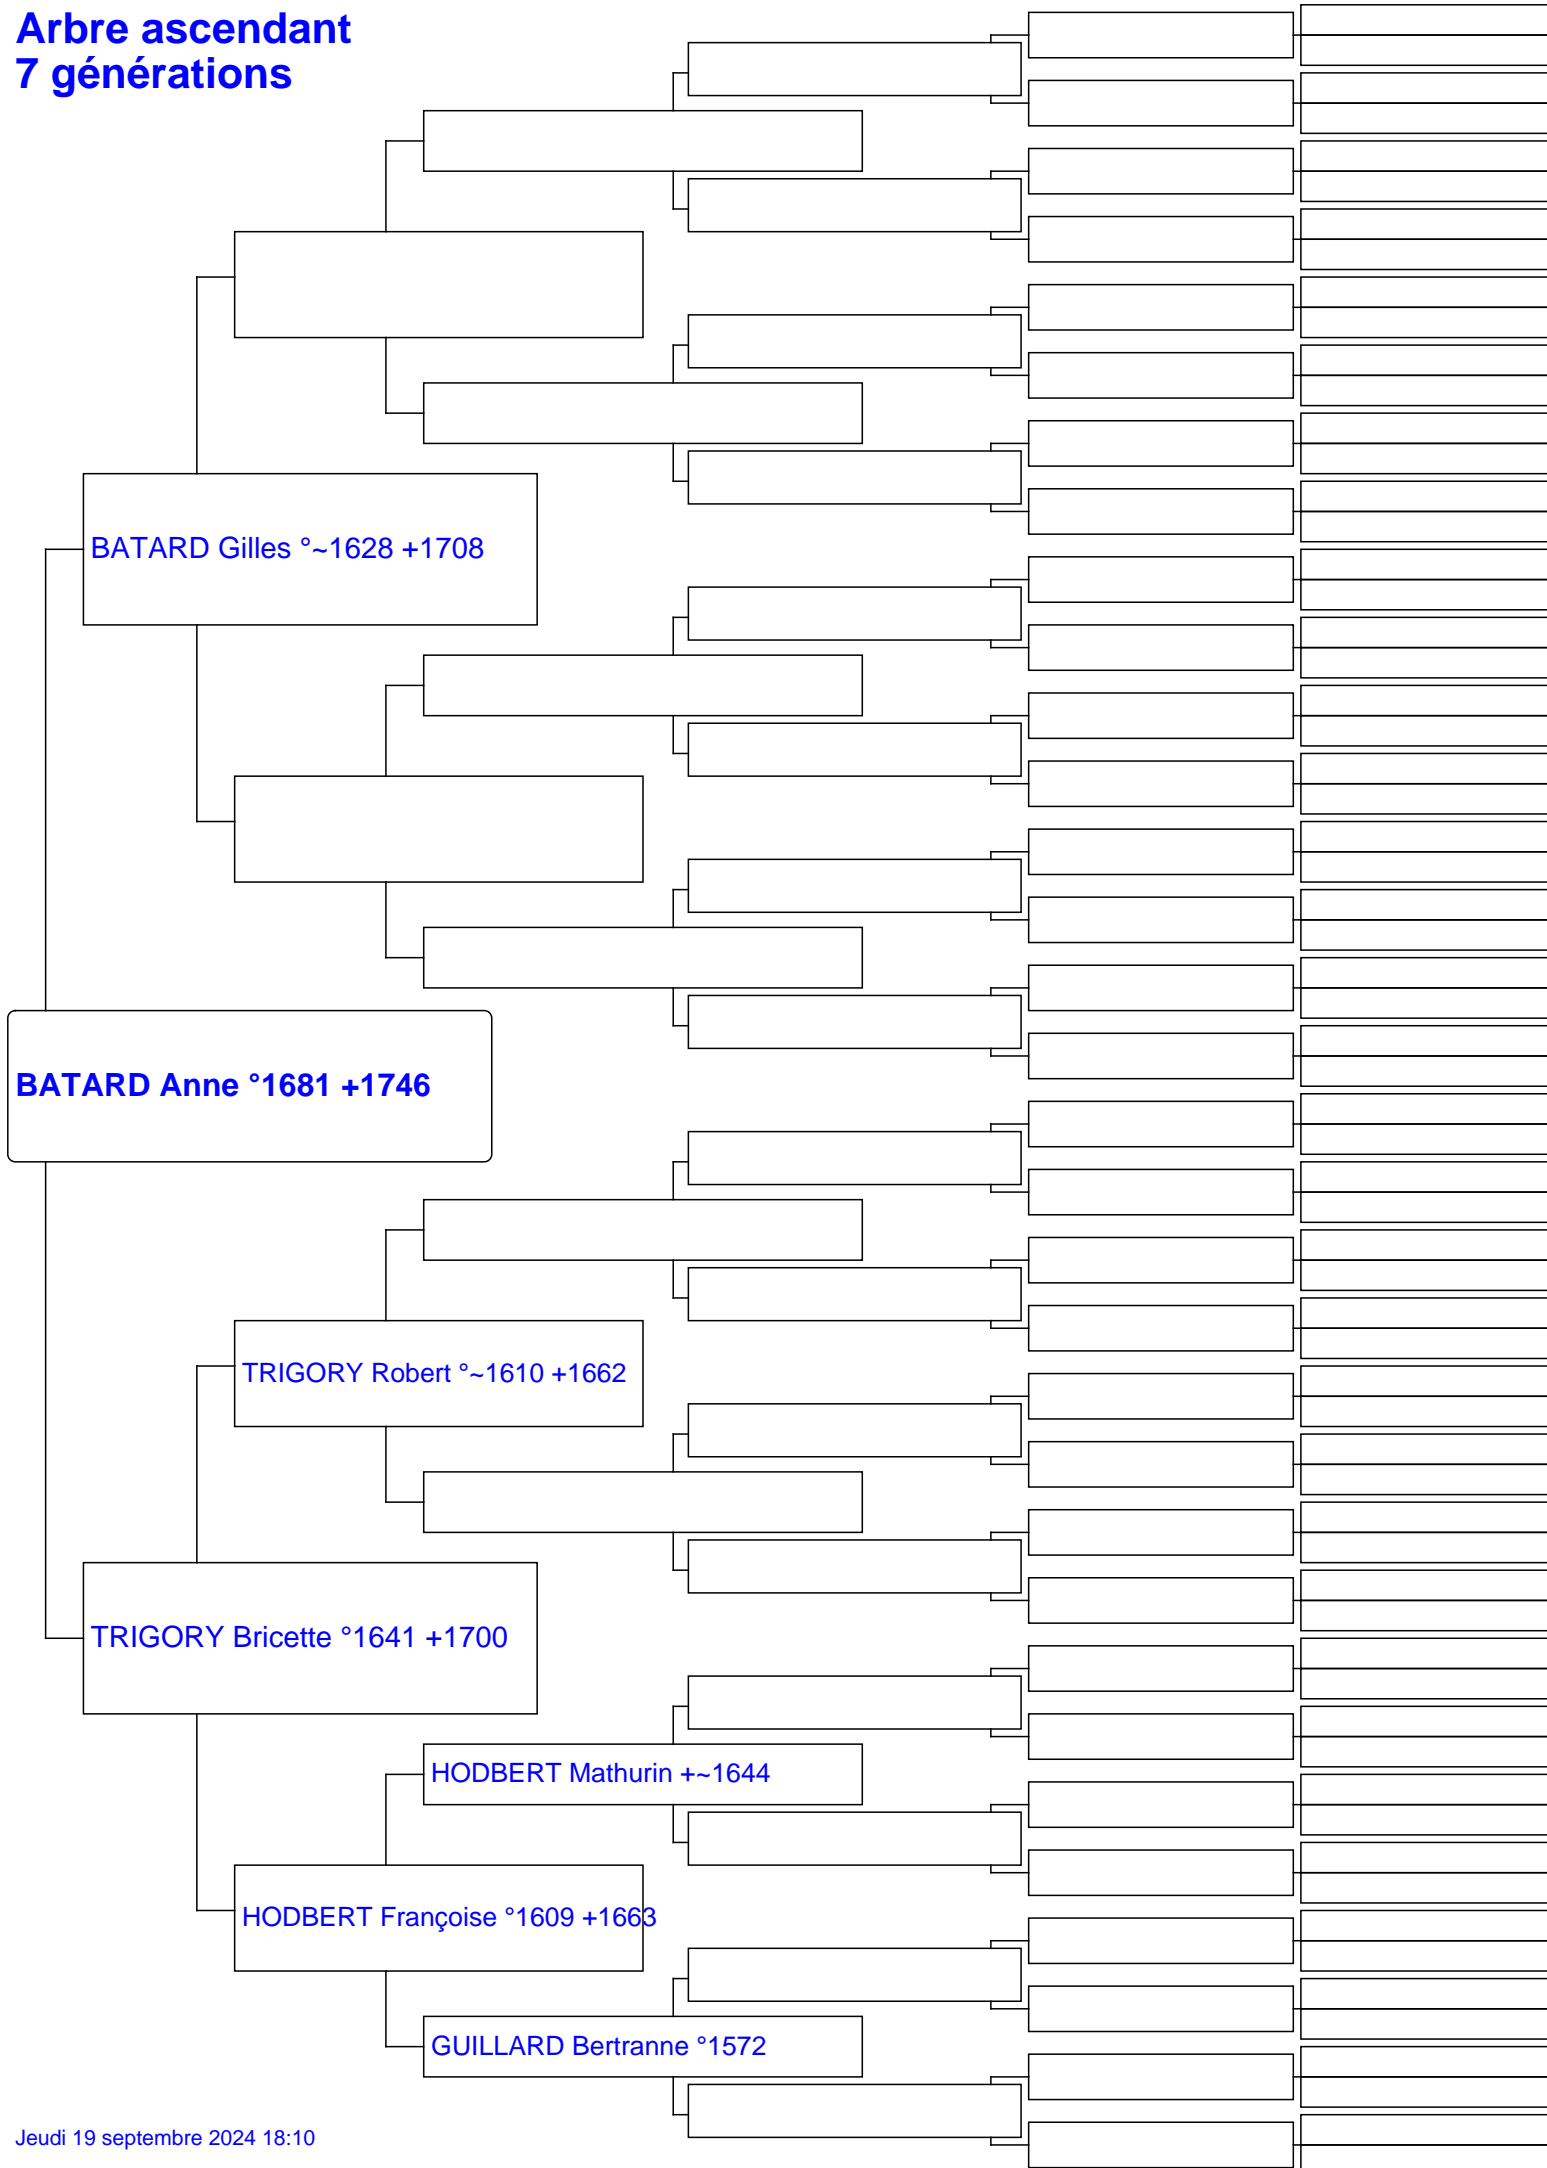 Arbre ascendant
7 générations
BATARD Gilles °~1628 +1708
BATARD Anne °1681 +1746
TRIGORY Robert °~1610 +1662
TRIGORY Bricette °1641 +1700
HODBERT Mathurin +~1644
HODBERT Françoise °1609 +1663
GUILLARD Bertranne °1572
Jeudi 19 septembre 2024 18:10